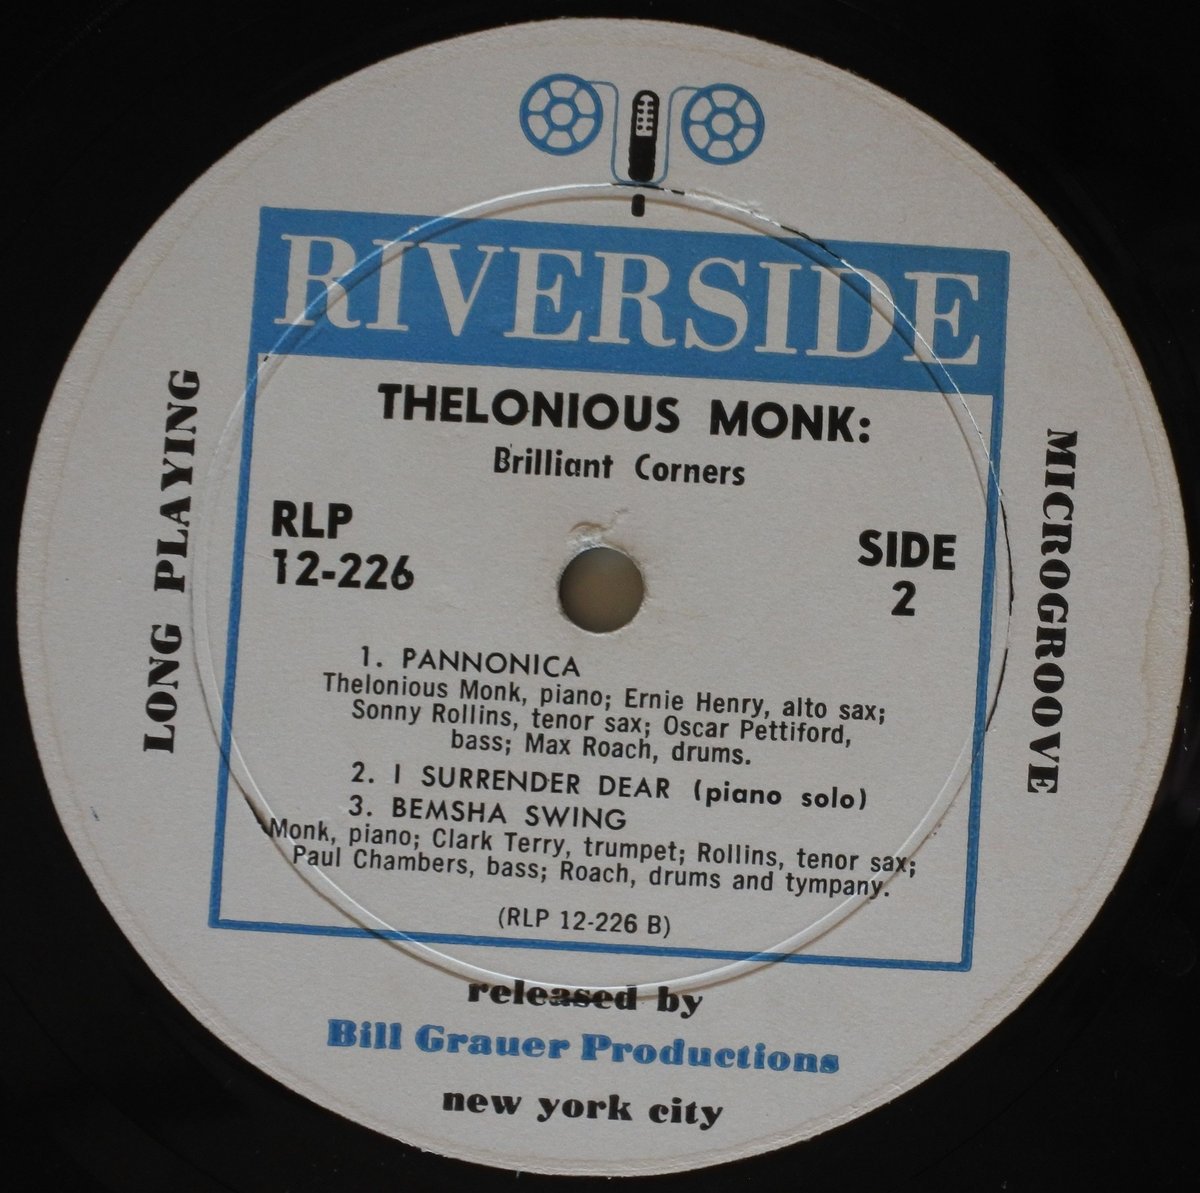 RIVERSIDE
THELONIOUS MONK:
Brilliant Corners
RLP
12-226
SIDE
2
LONG PLAYING
MICROGROOVE
1. PANNONICA
Thelonious Monk, piano; Ernie Henry, alto sax;
Sonny Rollins, tenor sax; Oscar Pettiford,
bass; Max Roach, drums.
2. I SURRENDER DEAR (piano solo)
3. BEMSHA SWING
Monk, piano; Clark Terry, trumpet; Rollins, tenor sax;
Paul Chambers, bass; Roach, drums and tympany.
(RLP 12-226 B)
released by
Bill Grauer Productions
new york city